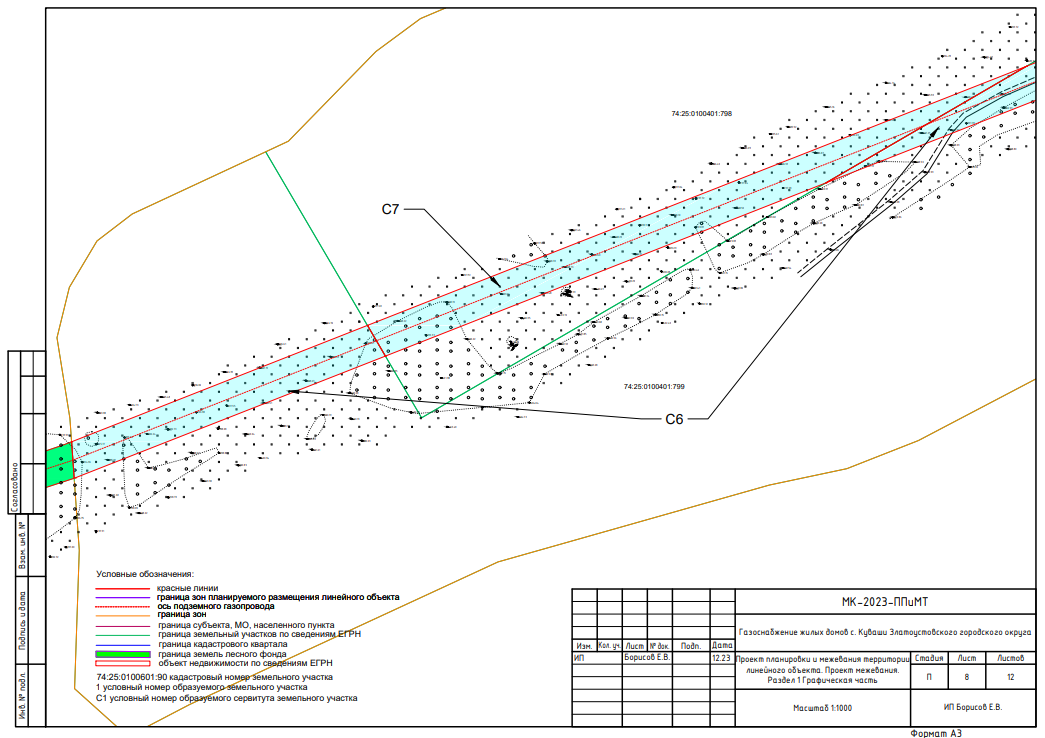 74:25:0100401:798
С7
74:25:0100401:799
С6
Согласовано
Взам. инв. №
Подпись и дата
Инв. № подл.
Условные обозначения:
красные линии
граница зон планируемого размещения линейного объекта
ось подземного газопровода
граница зон
граница субъекта, МО, населенного пункта
граница земельный участков по сведениям ЕГРН
граница кадастрового квартала
граница земель лесного фонда
объект недвижимости по сведениям ЕГРН
74:25:0100601:90 кадастровый номер земельного участка
1 условный номер образуемого земельного участка
С1 условный номер образуемого сервитута земельного участка
МК-2023-ППиМТ
Газоснабжение жилых домов с. Куваши Златоустовского городского округа
Изм. Кол.уч. Лист № док. Подп. Дата
ИП Борисов Е.В. 12.23
Проект планировки и межевания территории
линейного объекта. Проект межевания.
Раздел 1 Графическая часть
Стадия Лист Листов
П 8 12
Масштаб 1:1000
ИП Борисов Е.В.
Формат А3